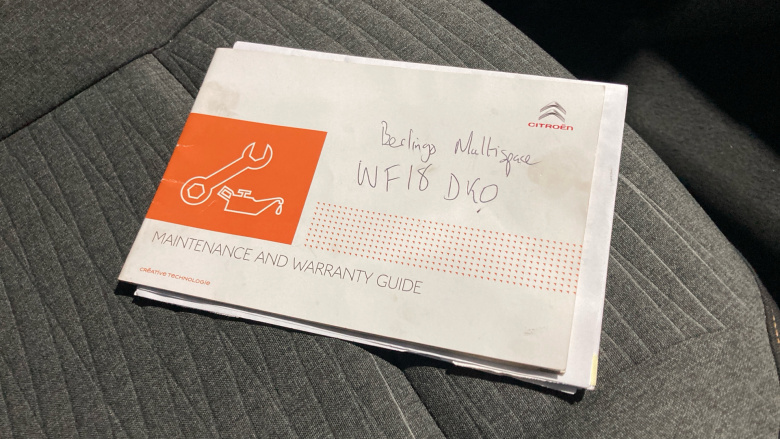 CITROËN
Berlingo Multispace
WF18 DKO
MAINTENANCE AND WARRANTY GUIDE
CRÉATIVE TECHNOLOGIE